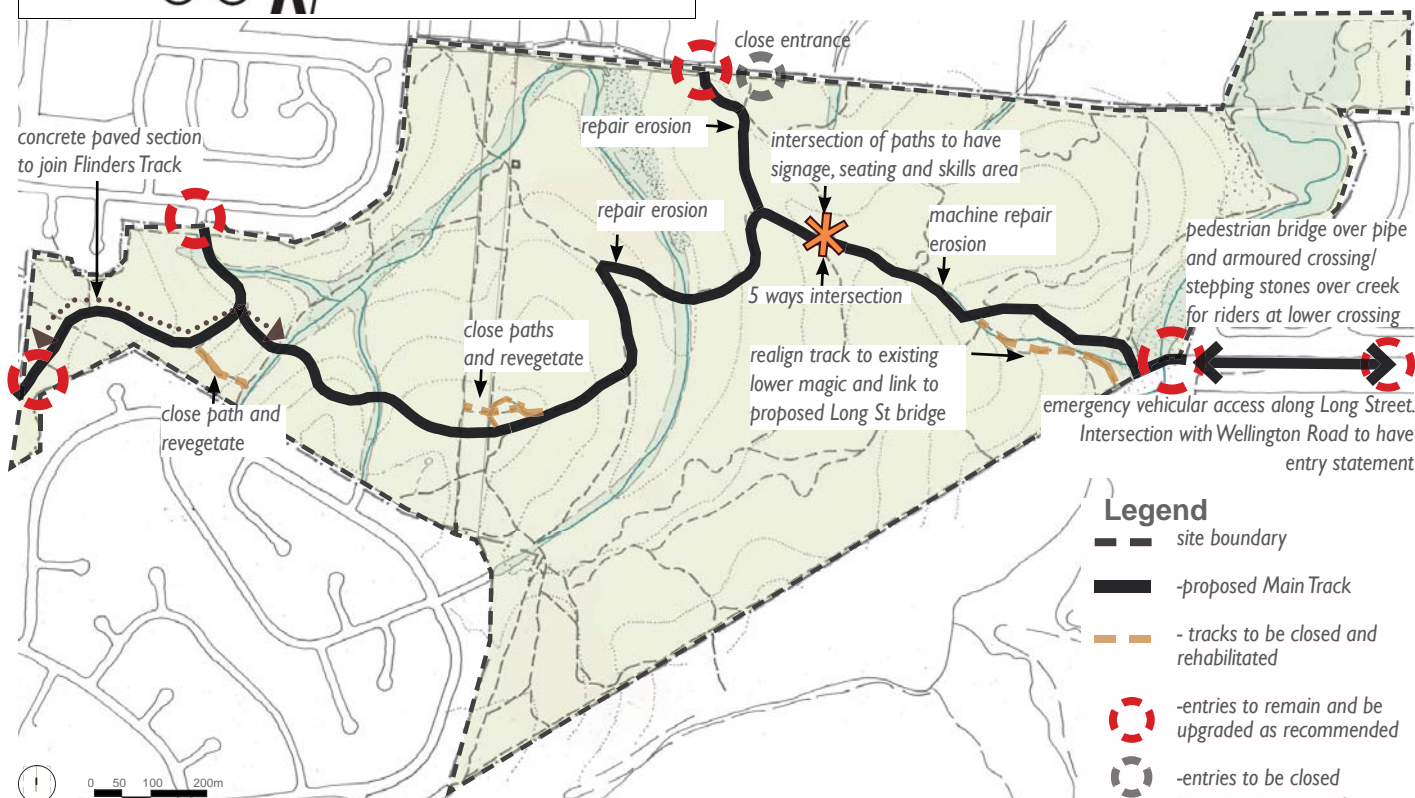 close entrance
concrete paved section
to join Flinders Track
repair erosion
intersection of paths to have
signage, seating and skills area
repair erosion
machine repair
erosion
pedestrian bridge over pipe
and armoured crossing/
stepping stones over creek
for riders at lower crossing
5 ways intersection
close paths
and revegetate
realign track to existing
lower magic and link to
proposed Long St bridge
close path and
revegetate
emergency vehicular access along Long Street.
Intersection with Wellington Road to have
entry statement
Legend
site boundary
-proposed Main Track
- tracks to be closed and
rehabilitated
-entries to remain and be
upgraded as recommended
-entries to be closed
0 50 100 200m